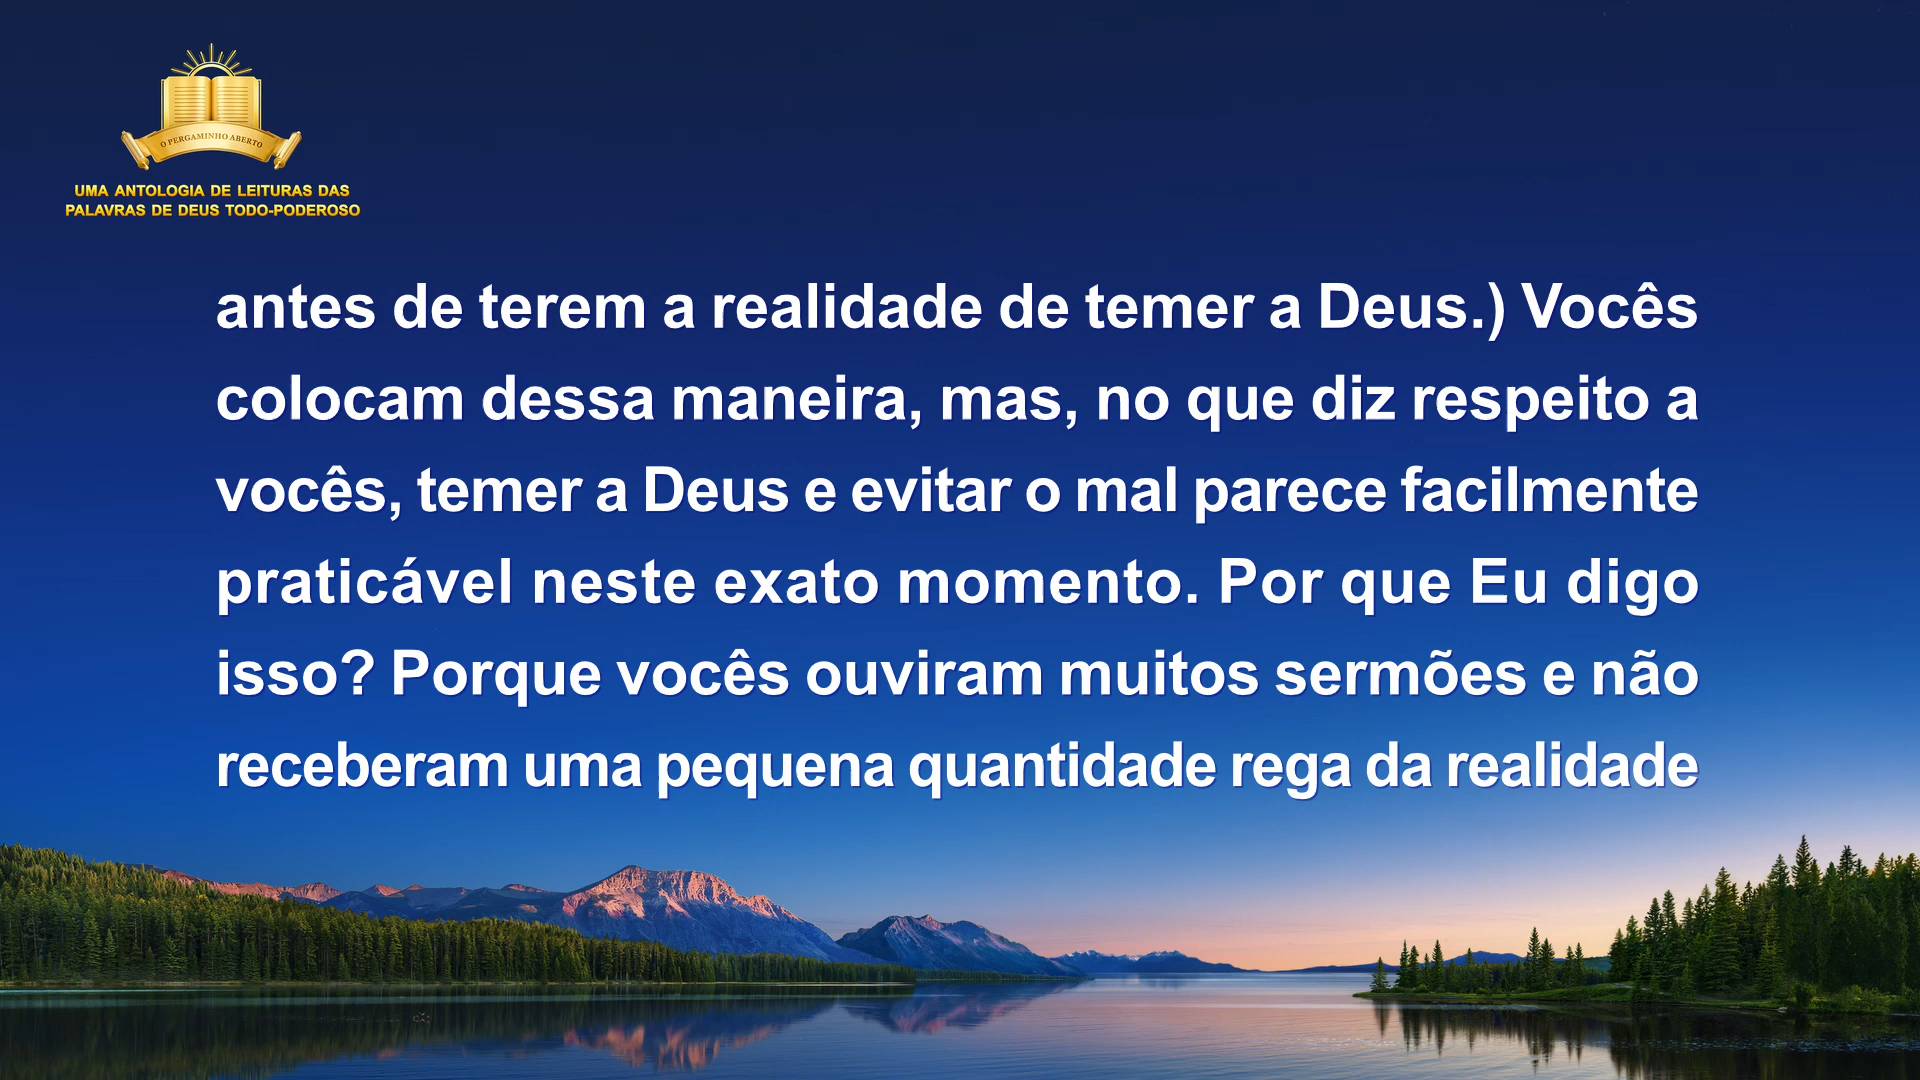 O PERGAMINHO ABERTO
UMA ANTOLOGIA DE LEITURAS DAS
PALAVRAS DE DEUS TODO-PODEROSO
antes de terem a realidade de temer a Deus.) Vocês
colocam dessa maneira, mas, no que diz respeito a
vocês, temer a Deus e evitar o mal parece facilmente
praticável neste exato momento. Por que Eu digo
isso? Porque vocês ouviram muitos sermões e não
receberam uma pequena quantidade rega da realidade